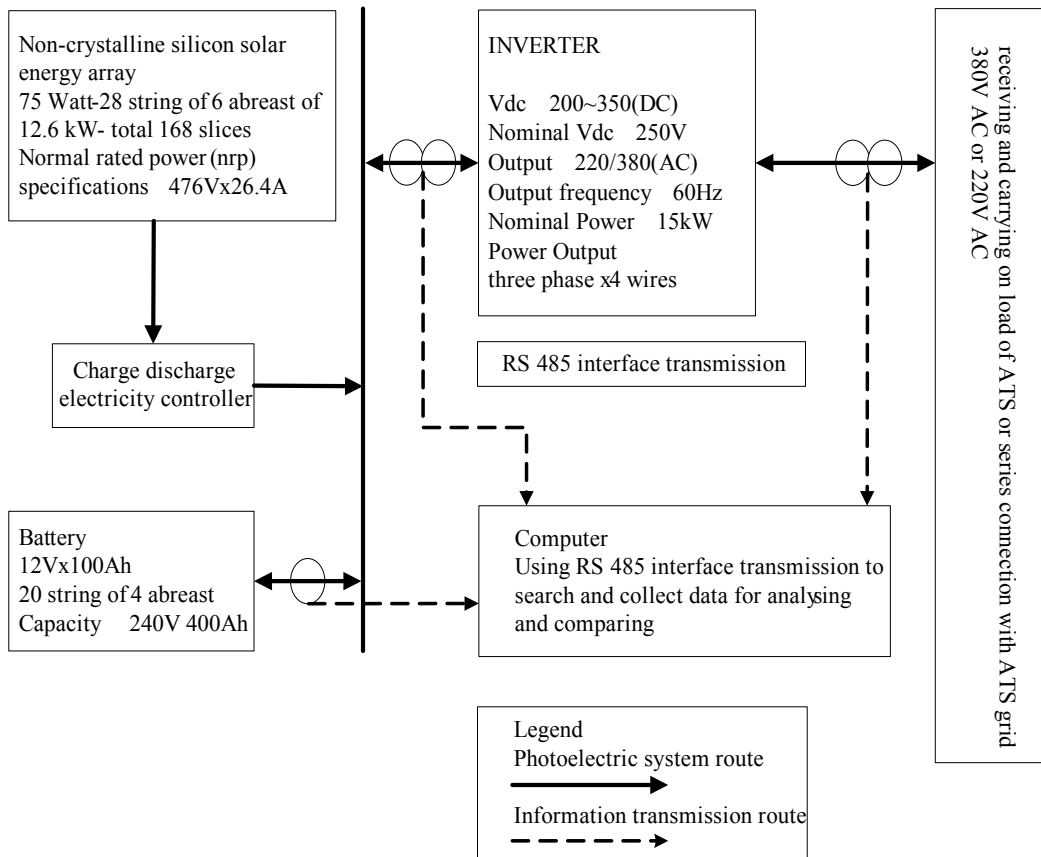 Non-crystalline silicon solar
energy array
75 Watt-28 string of 6 abreast of
12.6 kW- total 168 slices
Normal rated power (nrp)
specifications 476Vx26.4A
Charge discharge
electricity controller
Battery
12Vx100Ah
20 string of 4 abreast
Capacity 240V 400Ah
INVERTER
Vdc 200~350(DC)
Nominal Vdc 250V
Output 220/380(AC)
Output frequency 60Hz
Nominal Power 15kW
Power Output
three phase x4 wires
RS 485 interface transmission
Computer
Using RS 485 interface transmission to
search and collect data for analysing
and comparing
receiving and carrying on load of ATS or series connection with ATS grid
380V AC or 220V AC
Legend
Photoelectric system route
Information transmission route